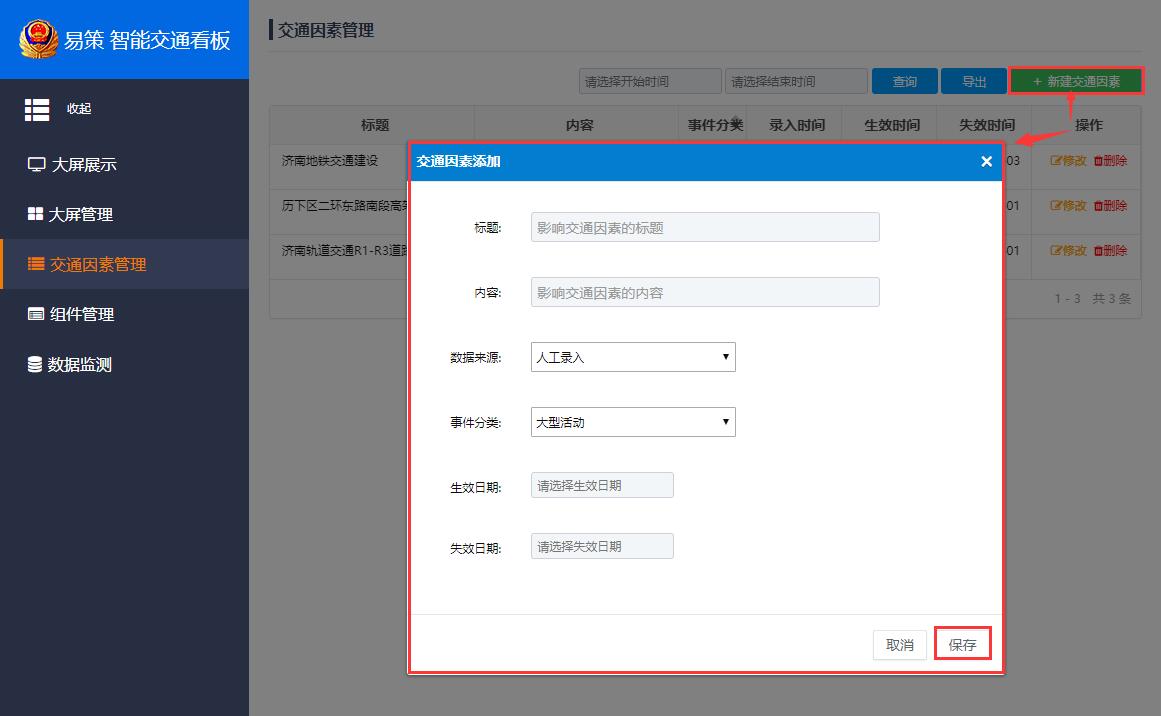 易策 智能交通看板
收起
大屏展示
大屏管理
交通因素管理
组件管理
数据监测
交通因素管理
请选择开始时间 请选择结束时间 查询 导出 + 新建交通因素
标题 内容 事件分类 录入时间 生效时间 失效时间 操作
济南地铁交通建设 03 修改 删除
历下区二环东路南段高架 01 修改 删除
济南轨道交通R1-R3道路 01 修改 删除
1 - 3 共 3 条
交通因素添加 ×
标题: 影响交通因素的标题
内容: 影响交通因素的内容
数据来源: 人工录入
事件分类: 大型活动
生效日期: 请选择生效日期
失效日期: 请选择失效日期
取消 保存